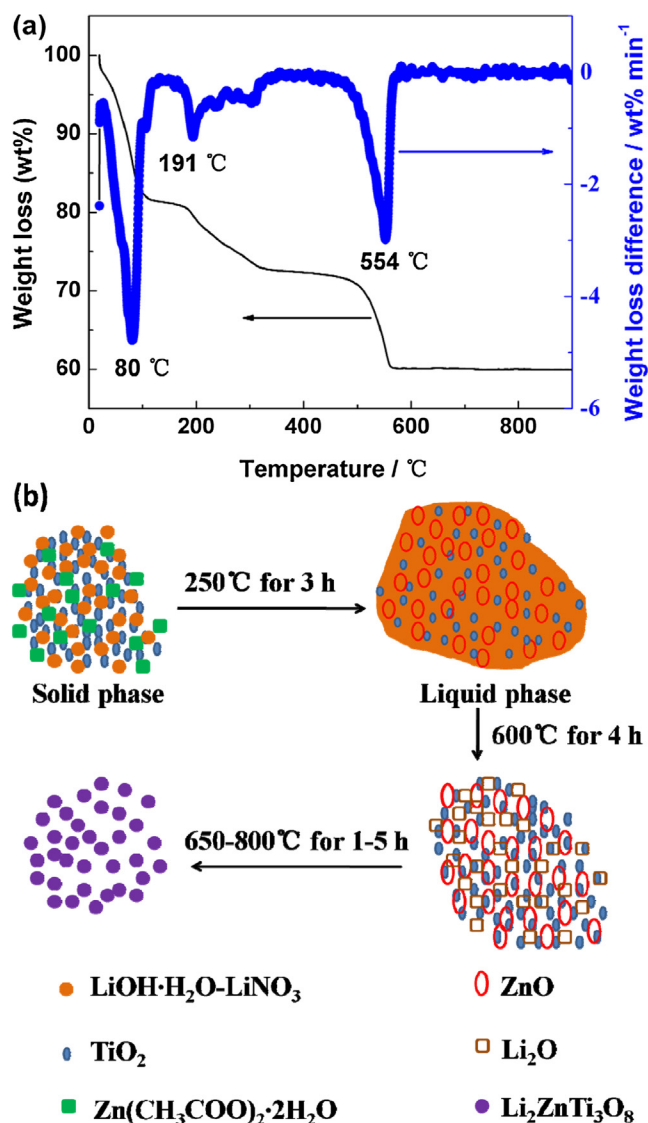 (a)
100
90
80
70
60
Weight loss (wt%)
0
-2
-4
-6
Weight loss difference / wt% min⁻¹
191 ℃
554 ℃
80 ℃
0 200 400 600 800
Temperature / ℃
(b)
250℃ for 3 h
Solid phase
Liquid phase
600℃ for 4 h
650-800℃ for 1-5 h
LiOH·H₂O-LiNO₃
ZnO
TiO₂
Li₂O
Zn(CH₃COO)₂·2H₂O
Li₂ZnTi₃O₈